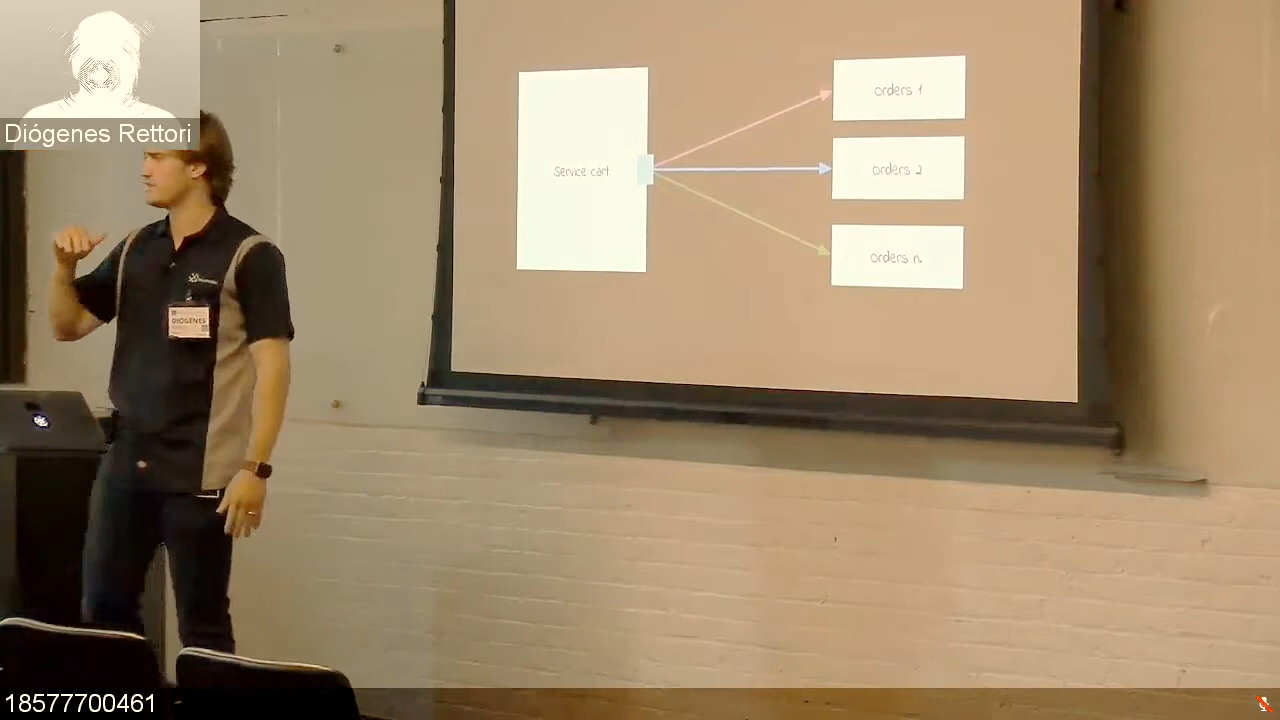 Diógenes Rettori
Service cart
orders 1
orders 2
orders n.
DIOGENES
18577700461